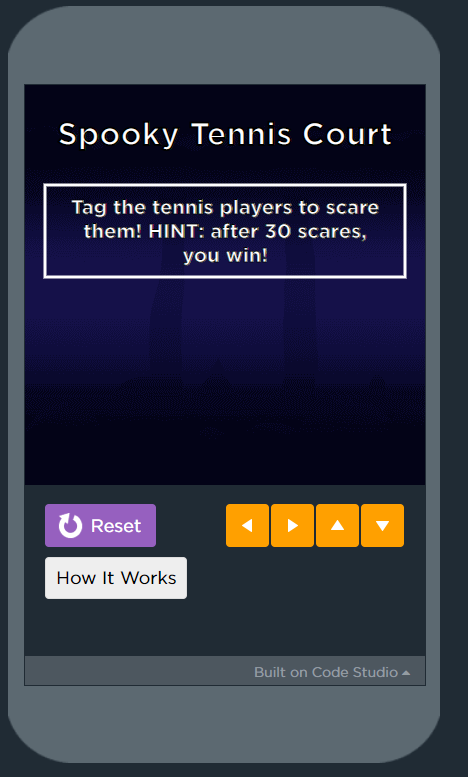 Spooky Tennis Court
Tag the tennis players to scare
them! HINT: after 30 scares,
you win!
Reset
How It Works
Built on Code Studio